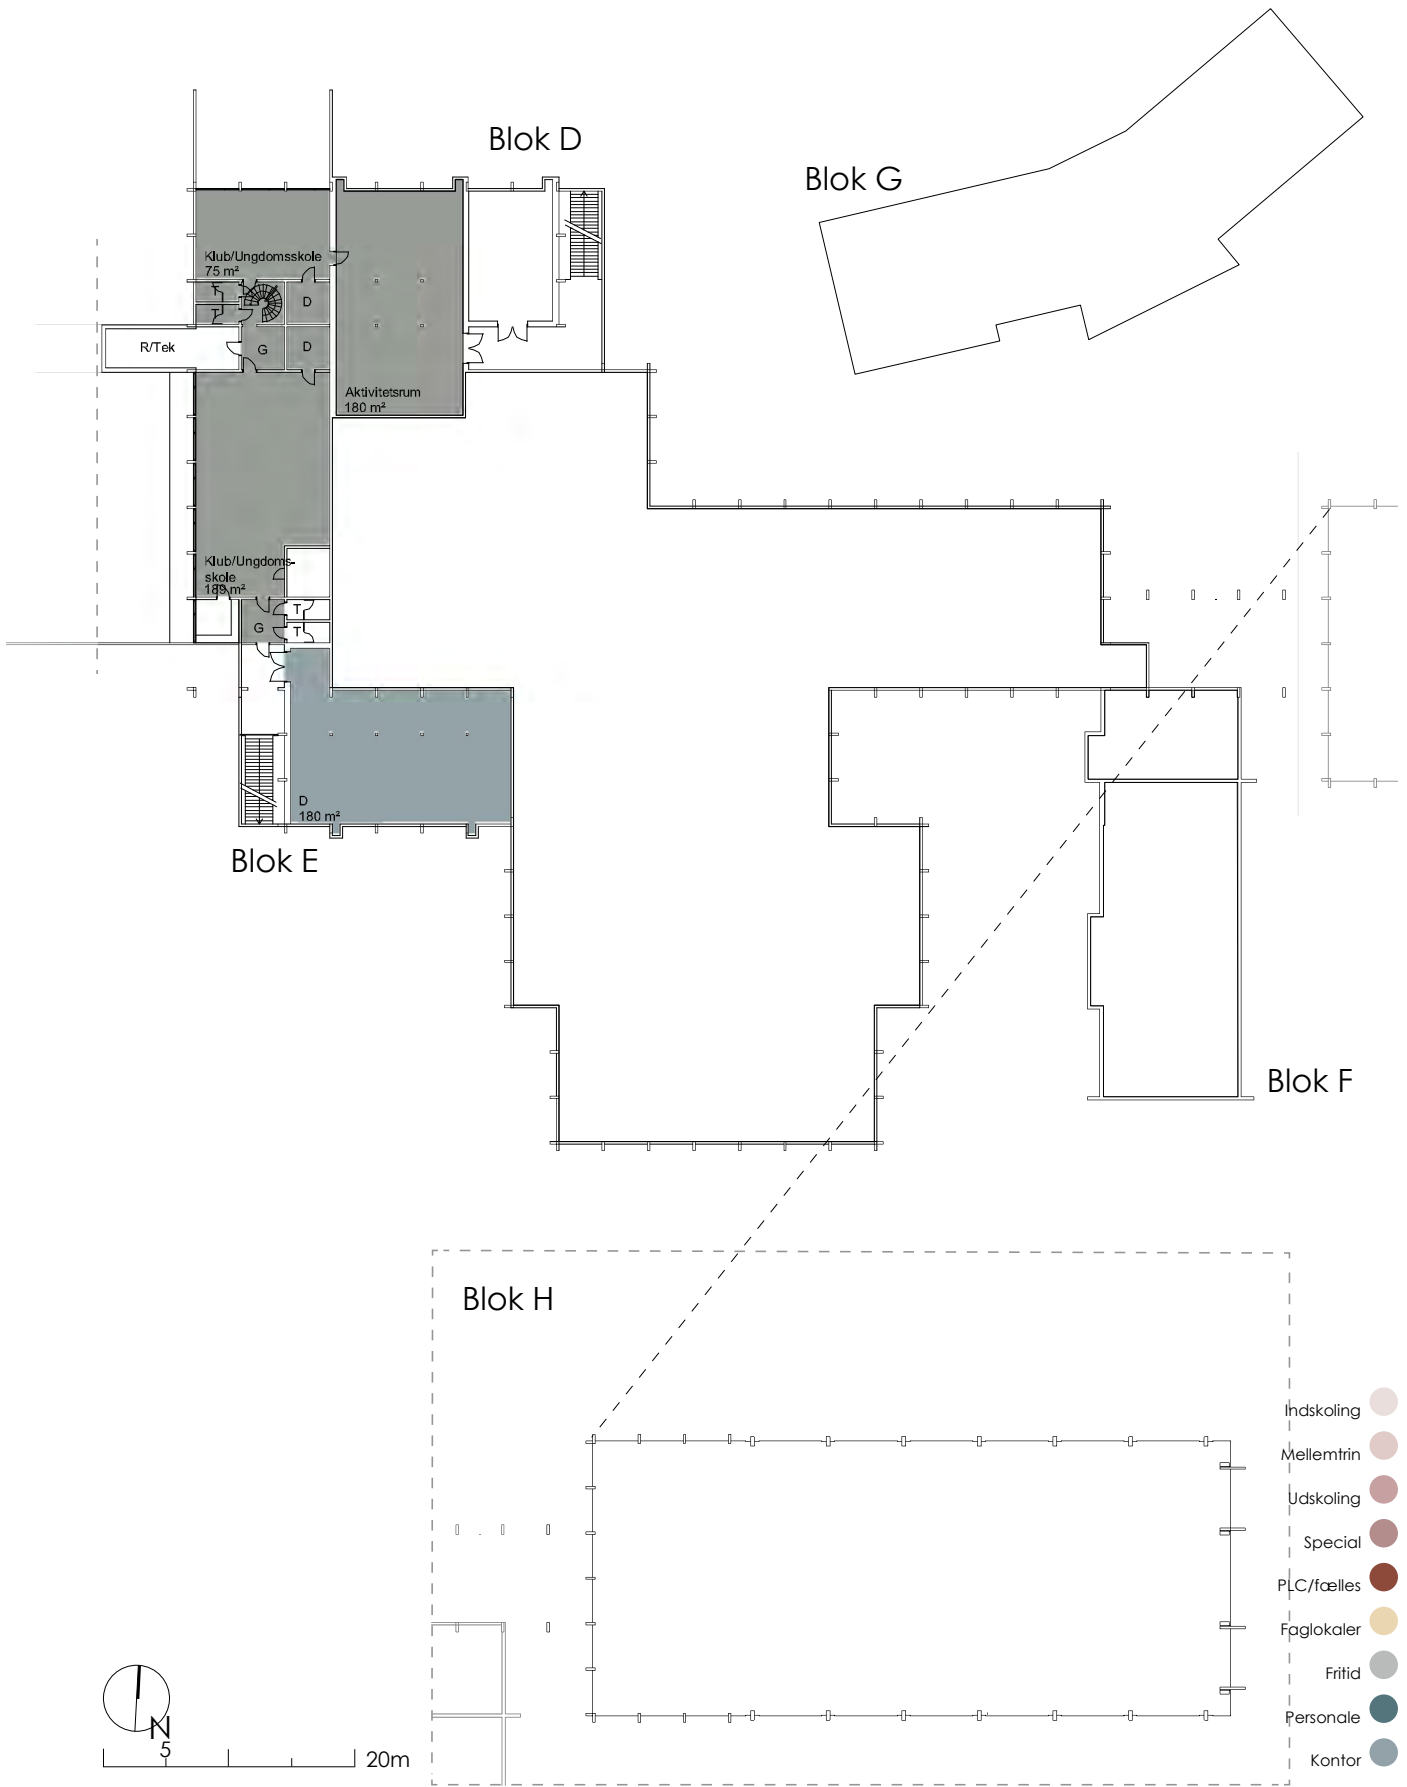 Blok D
Blok G
Klub/Ungdomsskole
75 m²
T
D
T
R/Tek
G
D
Aktivitetsrum
180 m²
Klub/Ungdoms-
skole
189 m²
T
G
T
D
180 m²
Blok E
Blok F
Blok H
Indskoling
Mellemtrin
Udskoling
Special
PLC/fælles
Faglokaler
Fritid
Personale
Kontor
N
5
20m